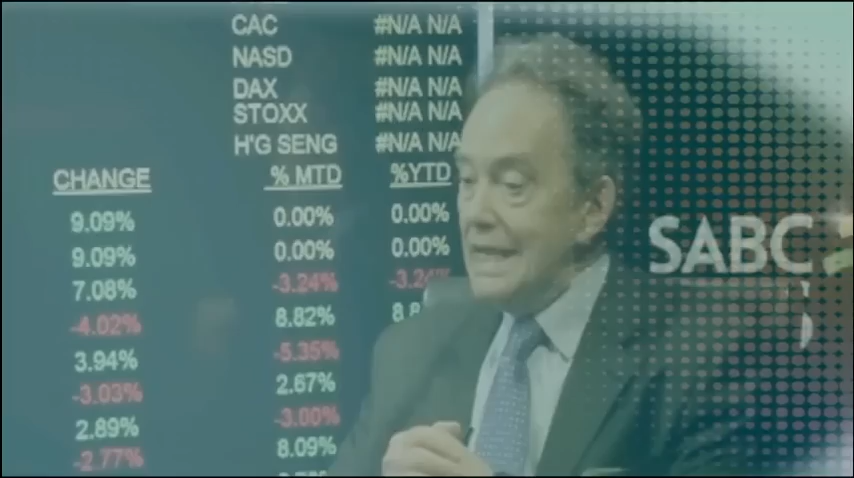 CAC #N/A N/A
NASD #N/A N/A
DAX #N/A N/A
STOXX #N/A N/A
H'G SENG #N/A N/A
CHANGE % MTD %YTD
9.09% 0.00% 0.00%
9.09% 0.00% 0.00%
7.08% -3.24% -3.24%
-4.02% 8.82%
3.94% -5.35%
-3.03% 2.67%
2.89% -3.00%
-2.77% 8.09%
SABC